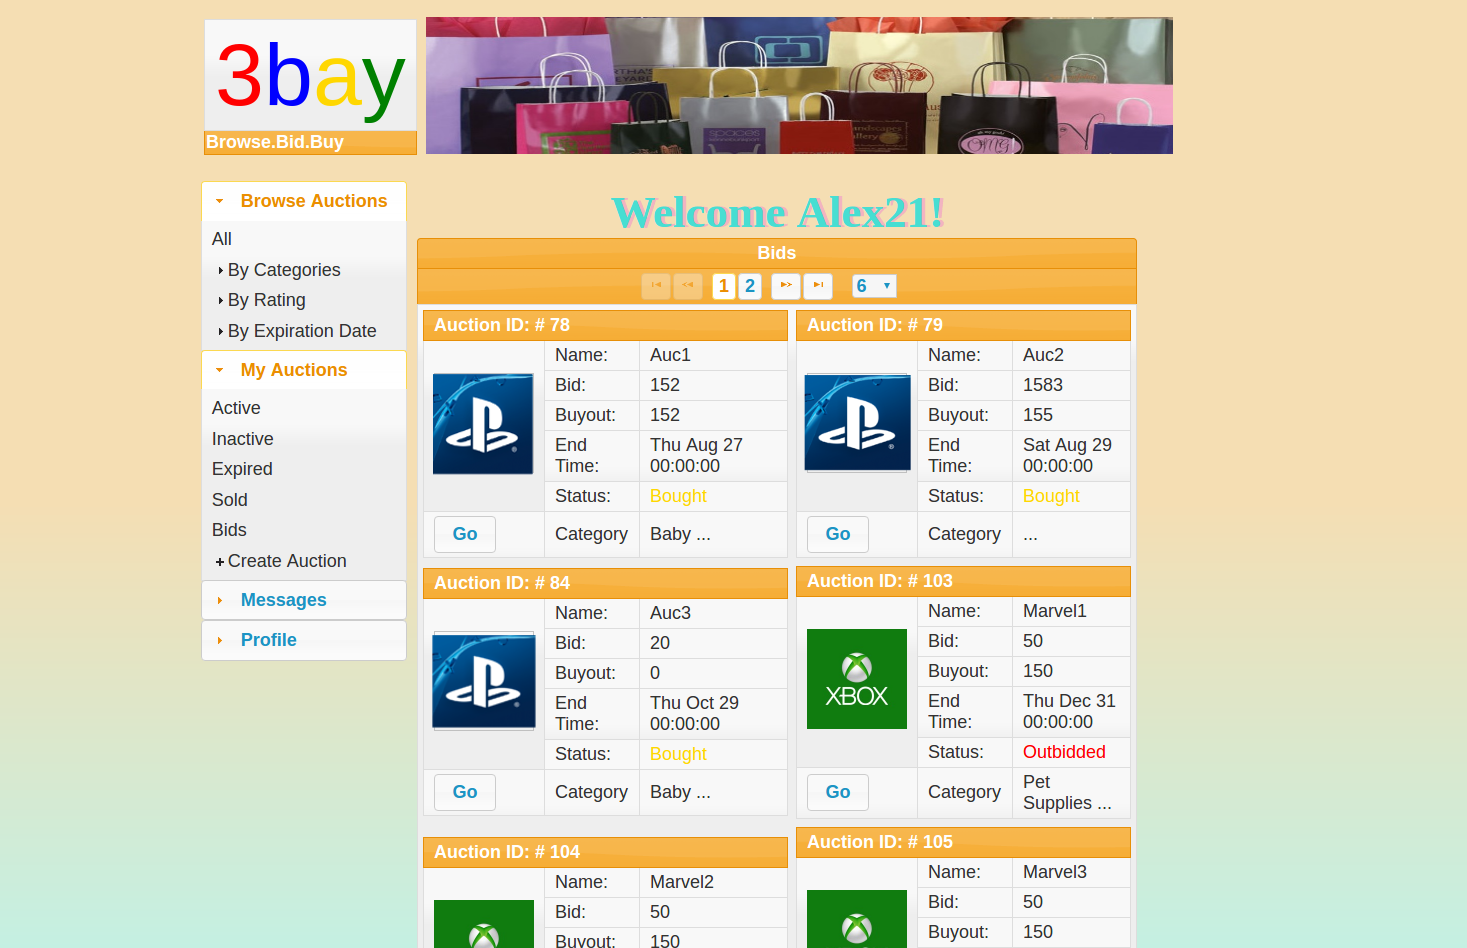 3bay
Browse.Bid.Buy
Browse Auctions
All
By Categories
By Rating
By Expiration Date
My Auctions
Active
Inactive
Expired
Sold
Bids
Create Auction
Messages
Profile
Welcome Alex21!
Bids
1 2 6
Auction ID: # 78
Name: Auc1
Bid: 152
Buyout: 152
End Time: Thu Aug 27 00:00:00
Status: Bought
Go Category Baby ...
Auction ID: # 79
Name: Auc2
Bid: 1583
Buyout: 155
End Time: Sat Aug 29 00:00:00
Status: Bought
Go Category ...
Auction ID: # 84
Name: Auc3
Bid: 20
Buyout: 0
End Time: Thu Oct 29 00:00:00
Status: Bought
Go Category Baby ...
Auction ID: # 103
XBOX
Name: Marvel1
Bid: 50
Buyout: 150
End Time: Thu Dec 31 00:00:00
Status: Outbidded
Go Category Pet Supplies ...
Auction ID: # 104
Name: Marvel2
Bid: 50
Buyout: 150
Auction ID: # 105
Name: Marvel3
Bid: 50
Buyout: 150